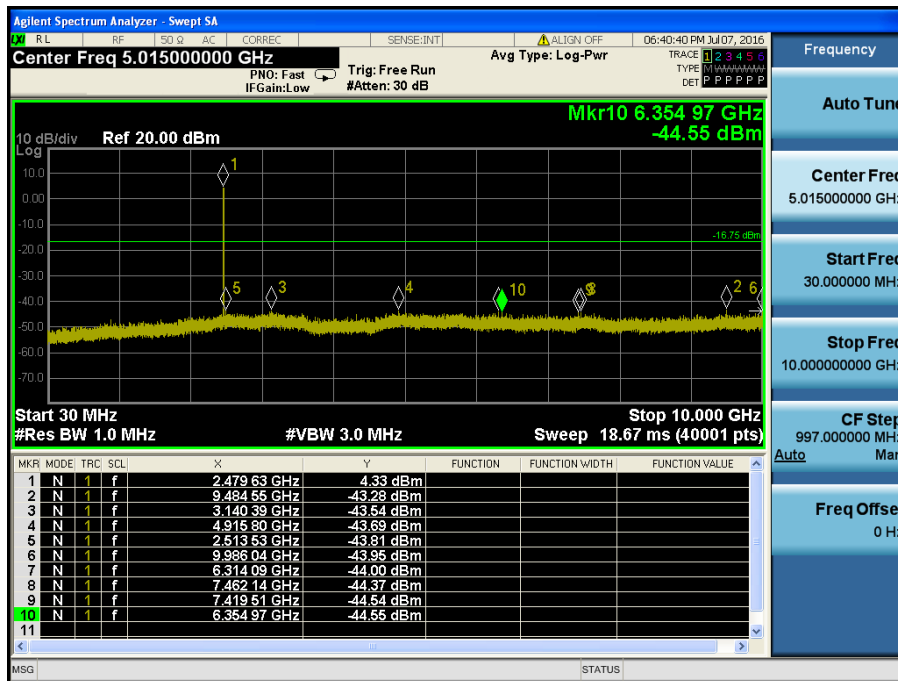 Agilent Spectrum Analyzer - Swept SA
LXI RL RF 50 Ω AC CORREC SENSE:INT ALIGN OFF 06:40:40 PM Jul 07, 2016
Center Freq 5.015000000 GHz
PNO: Fast
IFGain:Low
Trig: Free Run
#Atten: 30 dB
Avg Type: Log-Pwr
TRACE 1 2 3 4 5 6
TYPE M WWWWW
DET P P P P P P
Mkr10 6.354 97 GHz
-44.55 dBm
10 dB/div Ref 20.00 dBm
Log
10.0
0.00
-10.0
-20.0
-30.0
-40.0
-50.0
-60.0
-70.0
1
-16.75 dBm
5 3 4 10 9 2 6
Start 30 MHz Stop 10.000 GHz
#Res BW 1.0 MHz #VBW 3.0 MHz Sweep 18.67 ms (40001 pts)
MKR MODE TRC SCL X Y FUNCTION FUNCTION WIDTH FUNCTION VALUE
1 N 1 f 2.479 63 GHz 4.33 dBm
2 N 1 f 9.484 55 GHz -43.28 dBm
3 N 1 f 3.140 39 GHz -43.54 dBm
4 N 1 f 4.915 80 GHz -43.69 dBm
5 N 1 f 2.513 53 GHz -43.81 dBm
6 N 1 f 9.986 04 GHz -43.95 dBm
7 N 1 f 6.314 09 GHz -44.00 dBm
8 N 1 f 7.462 14 GHz -44.37 dBm
9 N 1 f 7.419 51 GHz -44.54 dBm
10 N 1 f 6.354 97 GHz -44.55 dBm
11
MSG STATUS
Frequency
Auto Tune
Center Freq
5.015000000 GHz
Start Freq
30.000000 MHz
Stop Freq
10.000000000 GHz
CF Step
997.000000 MHz
Auto Man
Freq Offset
0 Hz